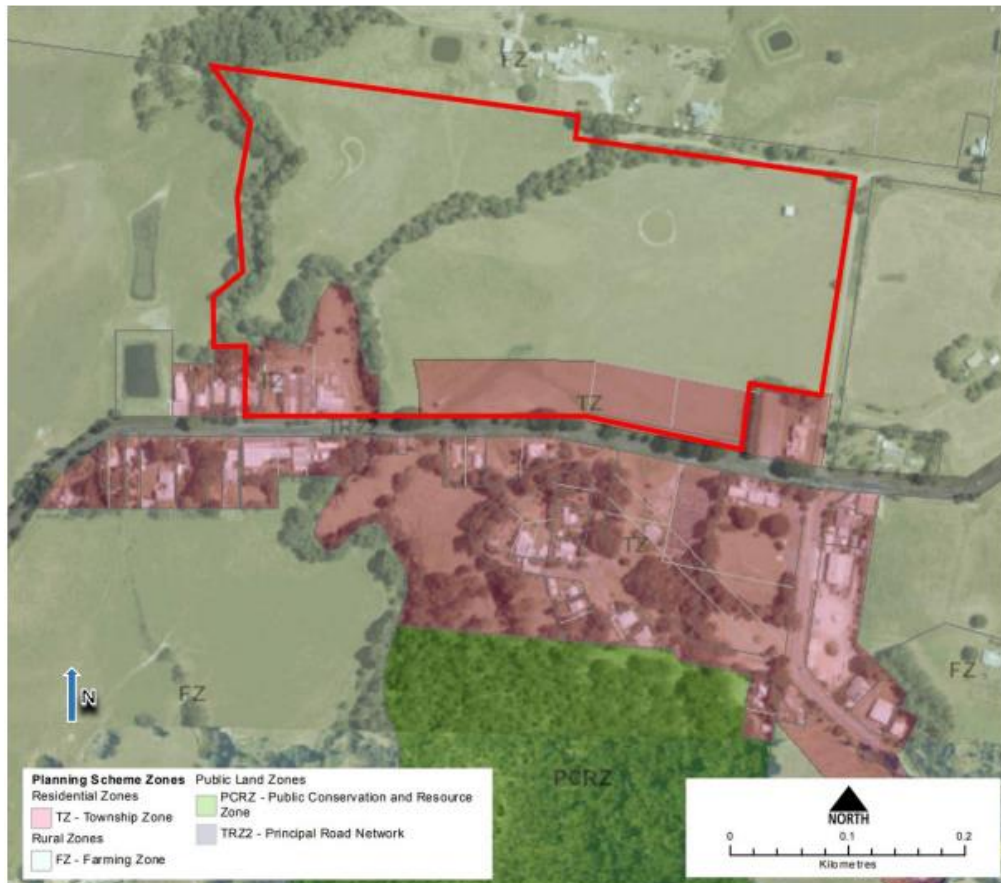 FZ
TZ
TZ
TRZ
TZ
FZ
FZ
N
PCRZ
Planning Scheme Zones
Residential Zones
TZ - Township Zone
Rural Zones
FZ - Farming Zone
Public Land Zones
PCRZ - Public Conservation and Resource
Zone
TRZ2 - Principal Road Network
NORTH
0
0.1
0.2
Kilometres